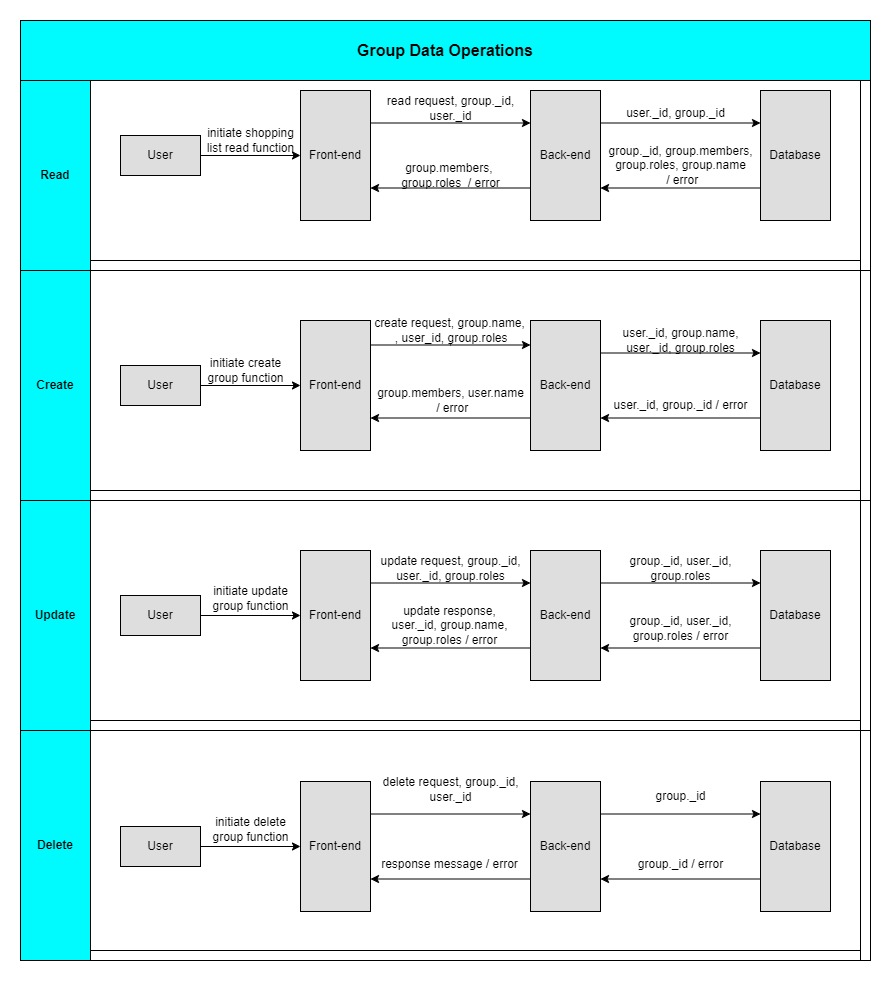 Group Data Operations
Read
User
initiate shopping
list read function
Front-end
read request, group._id,
user._id
group.members,
group.roles / error
Back-end
user._id, group._id
group._id, group.members,
group.roles, group.name
/ error
Database
Create
User
initiate create
group function
Front-end
create request, group.name,
, user_id, group.roles
group.members, user.name
/ error
Back-end
user._id, group.name,
user._id, group.roles
user._id, group._id / error
Database
Update
User
initiate update
group function
Front-end
update request, group._id,
user._id, group.roles
update response,
user._id, group.name,
group.roles / error
Back-end
group._id, user._id,
group.roles
group._id, user._id,
group.roles / error
Database
Delete
User
initiate delete
group function
Front-end
delete request, group._id,
user._id
response message / error
Back-end
group._id
group._id / error
Database